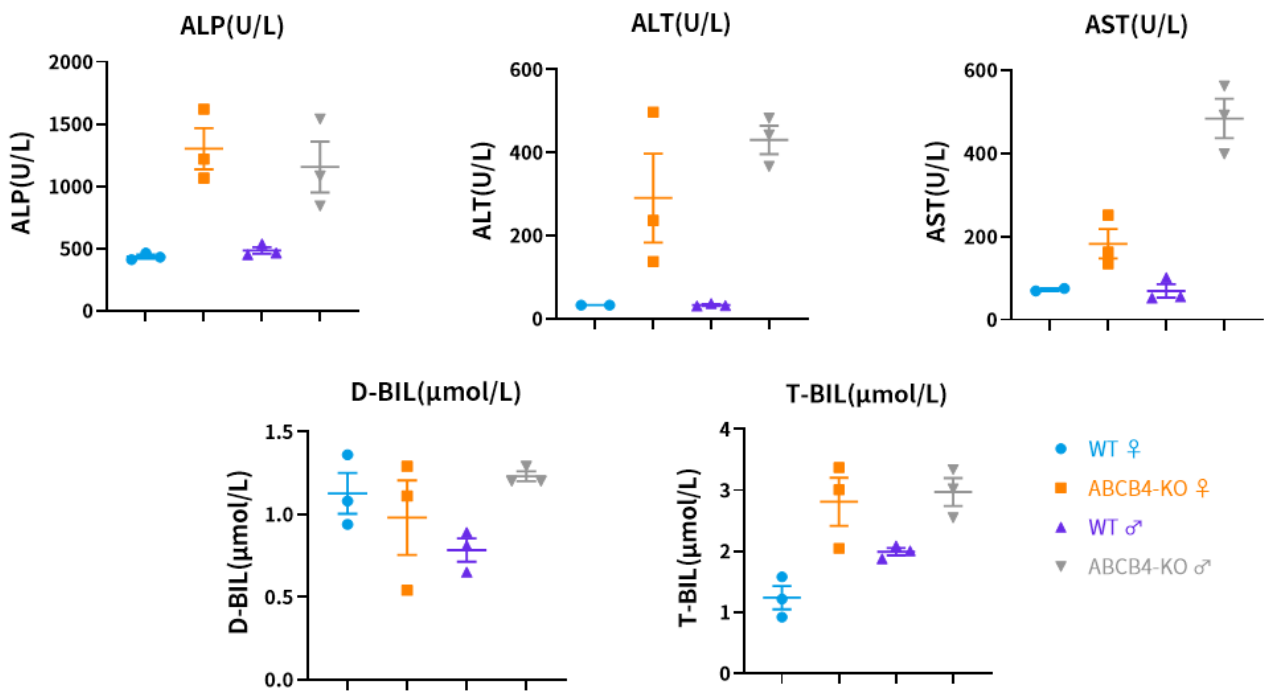 ALP(U/L)
ALP(U/L)
2000
1500
1000
500
0
ALT(U/L)
ALT(U/L)
600
400
200
0
AST(U/L)
AST(U/L)
600
400
200
0
D-BIL(μmol/L)
D-BIL(μmol/L)
1.5
1.0
0.5
0.0
T-BIL(μmol/L)
T-BIL(μmol/L)
4
3
2
1
0
WT ♀
ABCB4-KO ♀
WT ♂
ABCB4-KO ♂